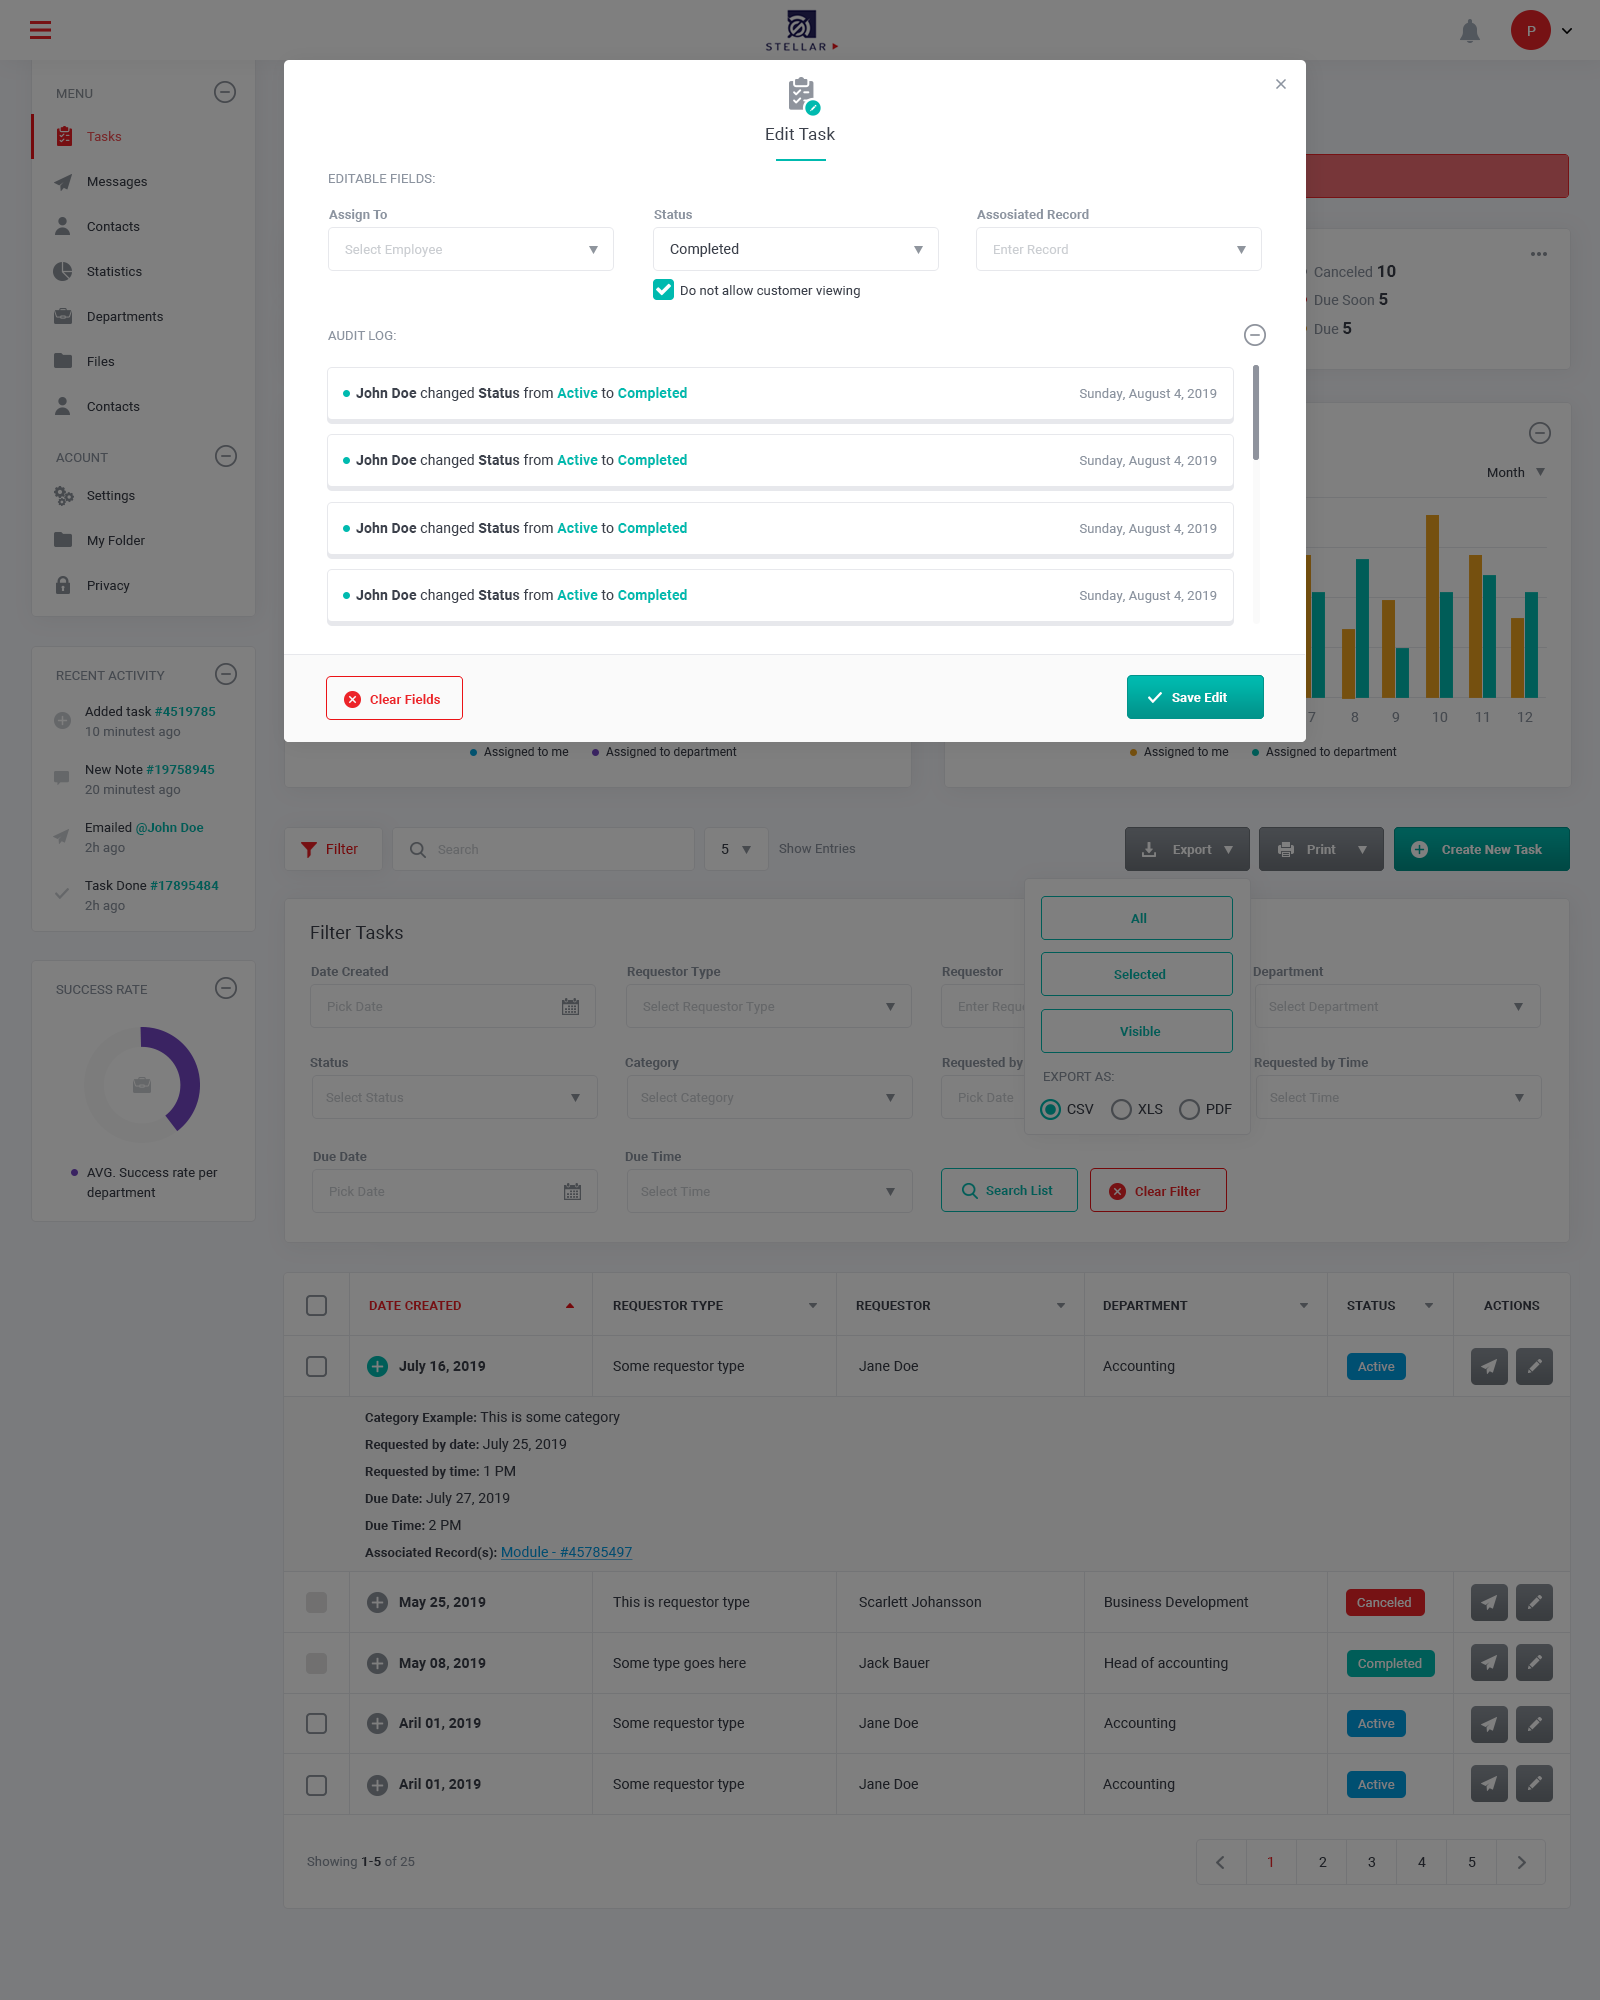 STELLAR
P
MENU
Tasks
Messages
Contacts
Statistics
Departments
Files
Contacts
ACOUNT
Settings
My Folder
Privacy
RECENT ACTIVITY
Added task #4519785
10 minutest ago
New Note #19758945
20 minutest ago
Emailed @John Doe
2h ago
Task Done #17895484
2h ago
SUCCESS RATE
AVG. Success rate per
department
Edit Task
EDITABLE FIELDS:
Assign To
Status
Assosiated Record
Select Employee
Completed
Enter Record
Do not allow customer viewing
AUDIT LOG:
John Doe changed Status from Active to Completed
Sunday, August 4, 2019
John Doe changed Status from Active to Completed
Sunday, August 4, 2019
John Doe changed Status from Active to Completed
Sunday, August 4, 2019
John Doe changed Status from Active to Completed
Sunday, August 4, 2019
Clear Fields
Save Edit
Canceled 10
Due Soon 5
Due 5
Month
7 8 9 10 11 12
Assigned to me
Assigned to department
Assigned to me
Assigned to department
Filter
Search
5
Show Entries
Export
Print
Create New Task
All
Selected
Visible
EXPORT AS:
CSV
XLS
PDF
Filter Tasks
Date Created
Requestor Type
Requestor
Department
Pick Date
Select Requestor Type
Enter Requ
Select Department
Status
Category
Requested by
Requested by Time
Select Status
Select Category
Pick Date
Select Time
Due Date
Due Time
Pick Date
Select Time
Search List
Clear Filter
DATE CREATED
REQUESTOR TYPE
REQUESTOR
DEPARTMENT
STATUS
ACTIONS
July 16, 2019
Some requestor type
Jane Doe
Accounting
Active
Category Example: This is some category
Requested by date: July 25, 2019
Requested by time: 1 PM
Due Date: July 27, 2019
Due Time: 2 PM
Associated Record(s): Module - #45785497
May 25, 2019
This is requestor type
Scarlett Johansson
Business Development
Canceled
May 08, 2019
Some type goes here
Jack Bauer
Head of accounting
Completed
Aril 01, 2019
Some requestor type
Jane Doe
Accounting
Active
Aril 01, 2019
Some requestor type
Jane Doe
Accounting
Active
Showing 1-5 of 25
1 2 3 4 5